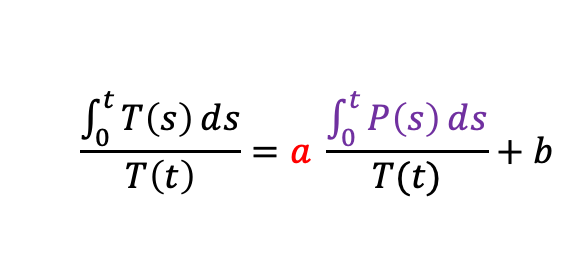 ∫₀ᵗ T(s) ds / T(t) = a ∫₀ᵗ P(s) ds / T(t) + b